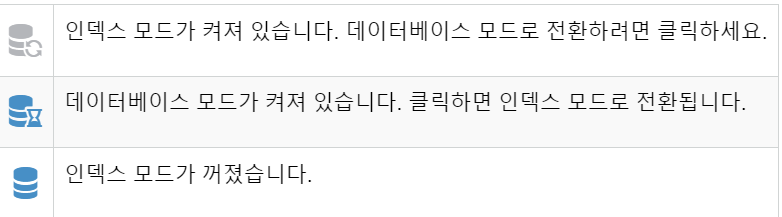 인덱스 모드가 켜져 있습니다. 데이터베이스 모드로 전환하려면 클릭하세요.
데이터베이스 모드가 켜져 있습니다. 클릭하면 인덱스 모드로 전환됩니다.
인덱스 모드가 꺼졌습니다.